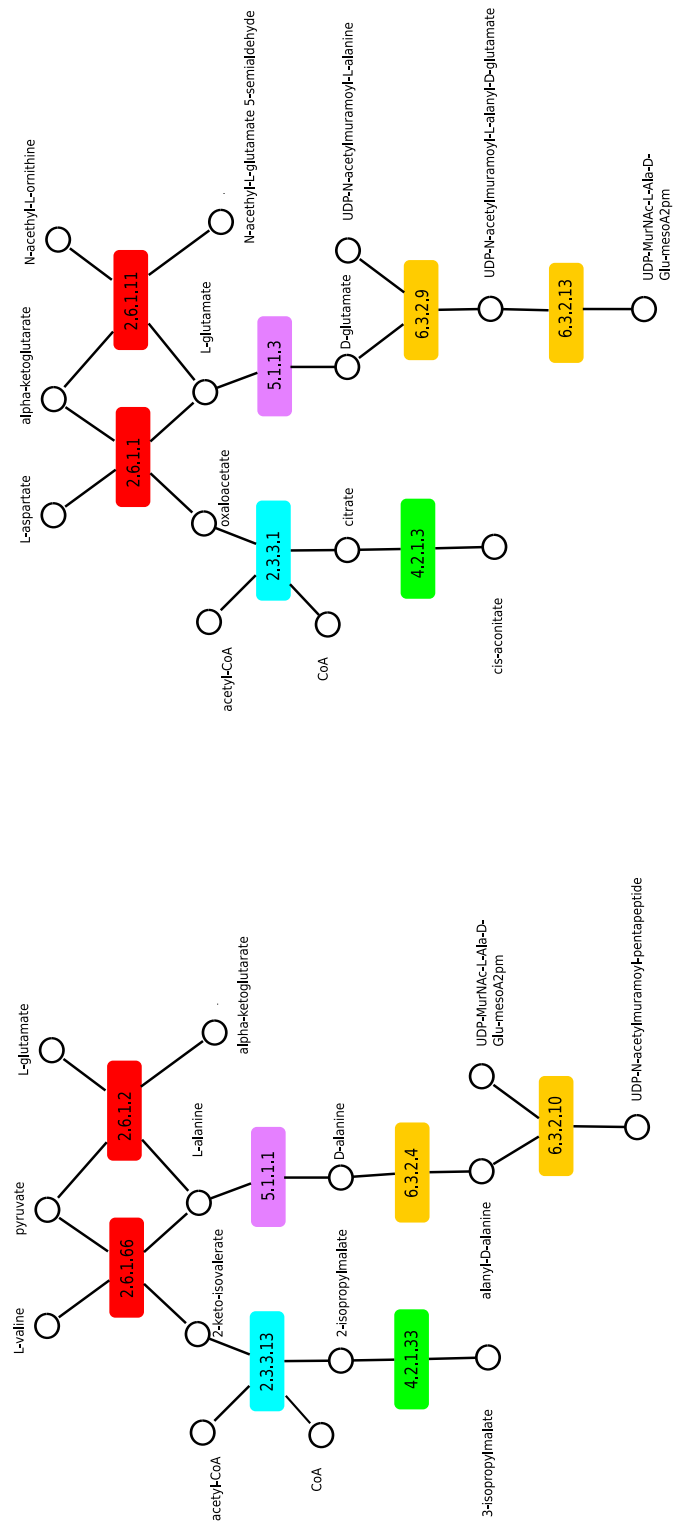 N-acethyl-L-ornithine
N-acethyl-L-glutamate 5-semialdehyde
2.6.1.11
alpha-ketoglutarate
L-glutamate
UDP-N-acetylmuramoyl-L-alanine
5.1.1.3
D-glutamate
6.3.2.9
UDP-N-acetylmuramoyl-L-alanyl-D-glutamate
6.3.2.13
UDP-MurNAc-L-Ala-D-
Glu-mesoA2pm
L-aspartate
2.6.1.1
oxaloacetate
2.3.3.1
citrate
4.2.1.3
acetyl-CoA
CoA
cis-aconitate
L-glutamate
alpha-ketoglutarate
2.6.1.2
pyruvate
L-alanine
5.1.1.1
D-alanine
6.3.2.4
UDP-MurNAc-L-Ala-D-
Glu-mesoA2pm
alanyl-D-alanine
6.3.2.10
UDP-N-acetylmuramoyl-pentapeptide
L-valine
2.6.1.66
2-keto-isovalerate
2.3.3.13
2-isopropylmalate
4.2.1.33
acetyl-CoA
CoA
3-isopropylmalate